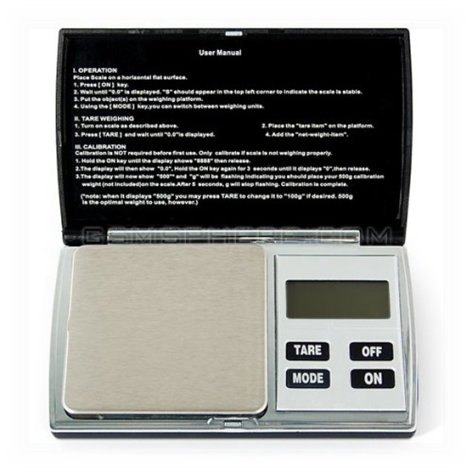 User Manual
I. OPERATION
Place Scale on a horizontal flat surface.
1. Press [ ON ] key.
2. Wait until "0.0" is displayed. "S" should appear in the top left corner to indicate the scale is stable.
3. Put the object(s) on the weighing platform.
4. Using the [ MODE ] key,you can switch between weighing units.
II. TARE WEIGHING
1. Turn on scale as described above. 2. Place the "tare item" on the platform.
3. Press [ TARE ] and wait until "0.0"is displayed. 4. Add the "net-weight-item".
III. CALIBRATION
Calibration is NOT required before first use. Only calibrate if scale is not weighing properly.
1. Hold the ON key until the display shows "8888" then release.
2.The display will then show "0.0", Hold the ON key again for 3 seconds until it displays "0",then release.
3.The display will now show "500"" and "g" will be flashing indicating you should place your 500g calibration
weight (not included)on the scale.After 5 seconds, g will stop flashing. Calibration is complete.
(*note: when it displays "500g" you may press TARE to change it to "100g" if desired. 500g
is the optimal weight to use, however.)
TARE OFF
MODE ON